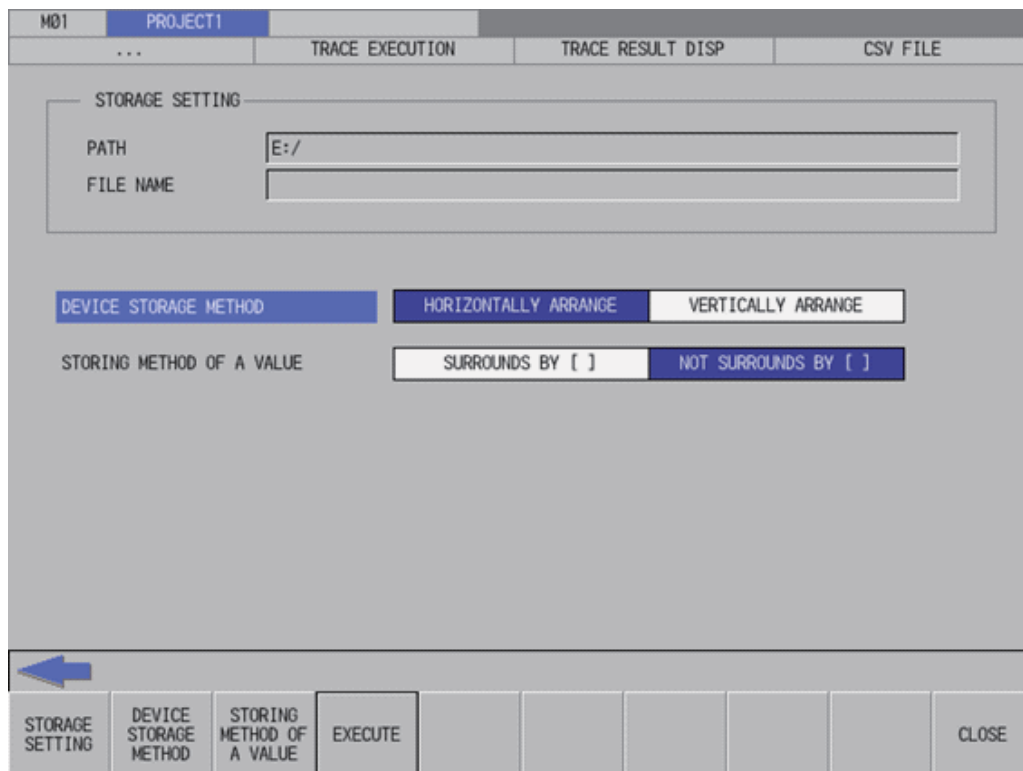 MØ1 PROJECT1
... TRACE EXECUTION TRACE RESULT DISP CSV FILE
STORAGE SETTING
PATH E:/
FILE NAME
DEVICE STORAGE METHOD HORIZONTALLY ARRANGE VERTICALLY ARRANGE
STORING METHOD OF A VALUE SURROUNDS BY [ ] NOT SURROUNDS BY [ ]
STORAGE
SETTING
DEVICE
STORAGE
METHOD
STORING
METHOD OF
A VALUE
EXECUTE
CLOSE